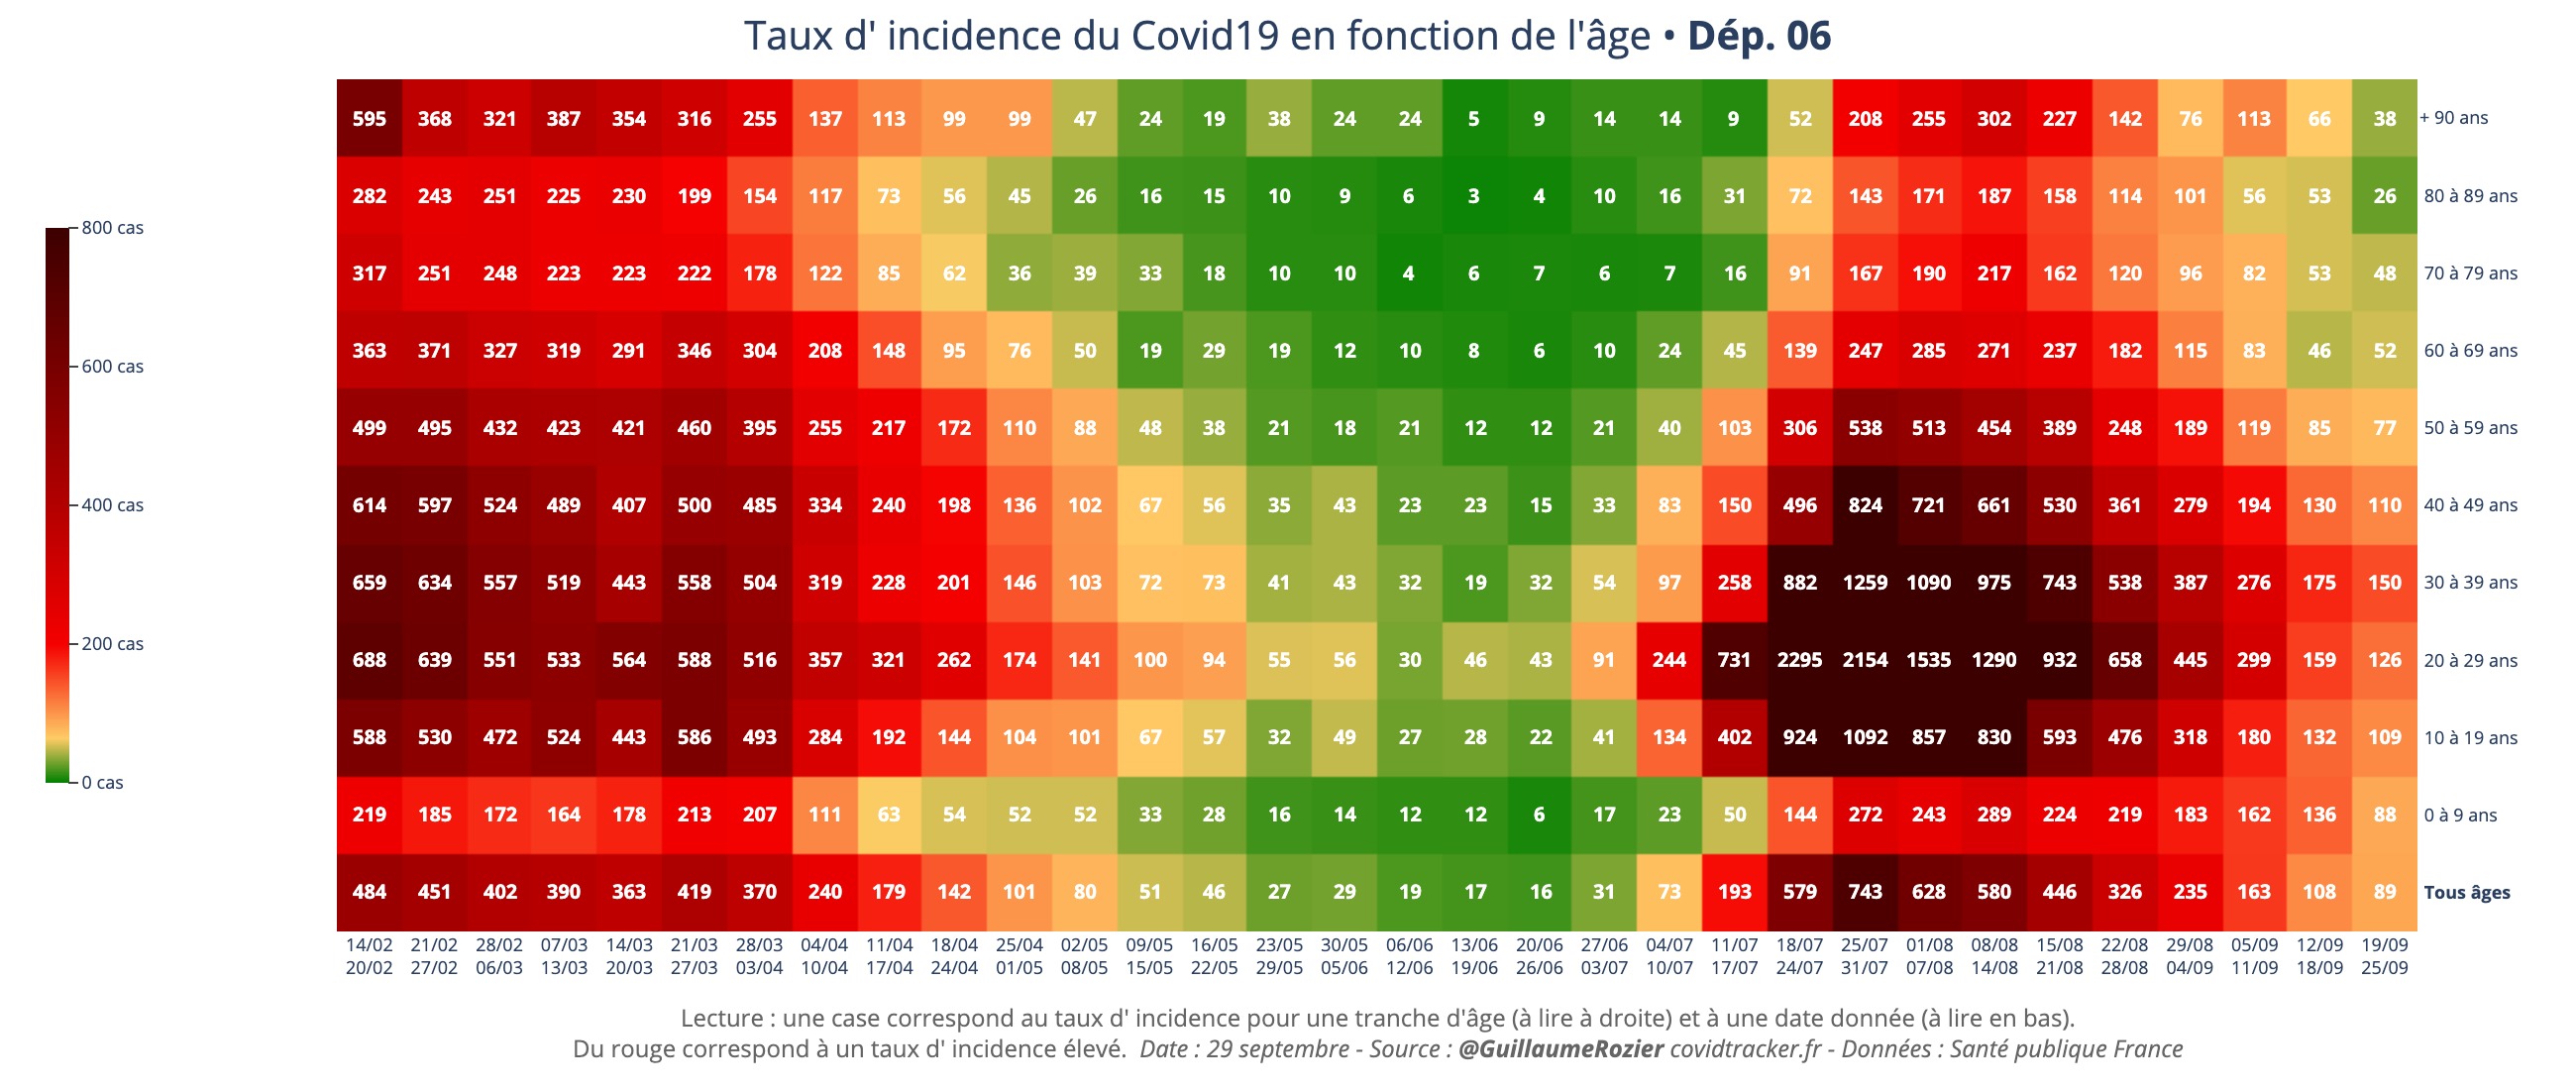 Taux d' incidence du Covid19 en fonction de l'âge • Dép. 06
595 368 321 387 354 316 255 137 113 99 99 47 24 19 38 24 24 5 9 14 14 9 52 208 255 302 227 142 76 113 66 38 + 90 ans
282 243 251 225 230 199 154 117 73 56 45 26 16 15 10 9 6 3 4 10 16 31 72 143 171 187 158 114 101 56 53 26 80 à 89 ans
317 251 248 223 223 222 178 122 85 62 36 39 33 18 10 10 4 6 7 6 7 16 91 167 190 217 162 120 96 82 53 48 70 à 79 ans
363 371 327 319 291 346 304 208 148 95 76 50 19 29 19 12 10 8 6 10 24 45 139 247 285 271 237 182 115 83 46 52 60 à 69 ans
499 495 432 423 421 460 395 255 217 172 110 88 48 38 21 18 21 12 12 21 40 103 306 538 513 454 389 248 189 119 85 77 50 à 59 ans
614 597 524 489 407 500 485 334 240 198 136 102 67 56 35 43 23 23 15 33 83 150 496 824 721 661 530 361 279 194 130 110 40 à 49 ans
659 634 557 519 443 558 504 319 228 201 146 103 72 73 41 43 32 19 32 54 97 258 882 1259 1090 975 743 538 387 276 175 150 30 à 39 ans
688 639 551 533 564 588 516 357 321 262 174 141 100 94 55 56 30 46 43 91 244 731 2295 2154 1535 1290 932 658 445 299 159 126 20 à 29 ans
588 530 472 524 443 586 493 284 192 144 104 101 67 57 32 49 27 28 22 41 134 402 924 1092 857 830 593 476 318 180 132 109 10 à 19 ans
219 185 172 164 178 213 207 111 63 54 52 52 33 28 16 14 12 12 6 17 23 50 144 272 243 289 224 219 183 162 136 88 0 à 9 ans
484 451 402 390 363 419 370 240 179 142 101 80 51 46 27 29 19 17 16 31 73 193 579 743 628 580 446 326 235 163 108 89 Tous âges
14/02 21/02 28/02 07/03 14/03 21/03 28/03 04/04 11/04 18/04 25/04 02/05 09/05 16/05 23/05 30/05 06/06 13/06 20/06 27/06 04/07 11/07 18/07 25/07 01/08 08/08 15/08 22/08 29/08 05/09 12/09 19/09
20/02 27/02 06/03 13/03 20/03 27/03 03/04 10/04 17/04 24/04 01/05 08/05 15/05 22/05 29/05 05/06 12/06 19/06 26/06 03/07 10/07 17/07 24/07 31/07 07/08 14/08 21/08 28/08 04/09 11/09 18/09 25/09
800 cas
600 cas
400 cas
200 cas
0 cas
Lecture : une case correspond au taux d' incidence pour une tranche d'âge (à lire à droite) et à une date donnée (à lire en bas).
Du rouge correspond à un taux d' incidence élevé. Date : 29 septembre - Source : @GuillaumeRozier covidtracker.fr - Données : Santé publique France